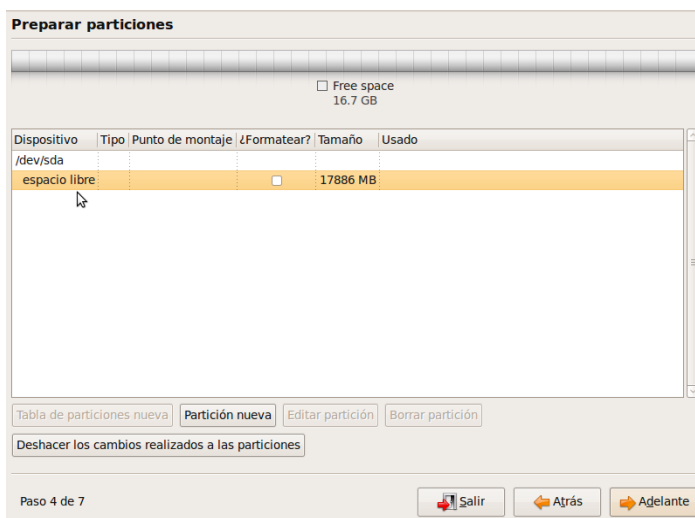 Preparar particiones
Free space
16.7 GB
Dispositivo Tipo Punto de montaje ¿Formatear? Tamaño Usado
/dev/sda
espacio libre 17886 MB
Tabla de particiones nueva Partición nueva Editar partición Borrar partición
Deshacer los cambios realizados a las particiones
Paso 4 de 7 Salir Atrás Adelante